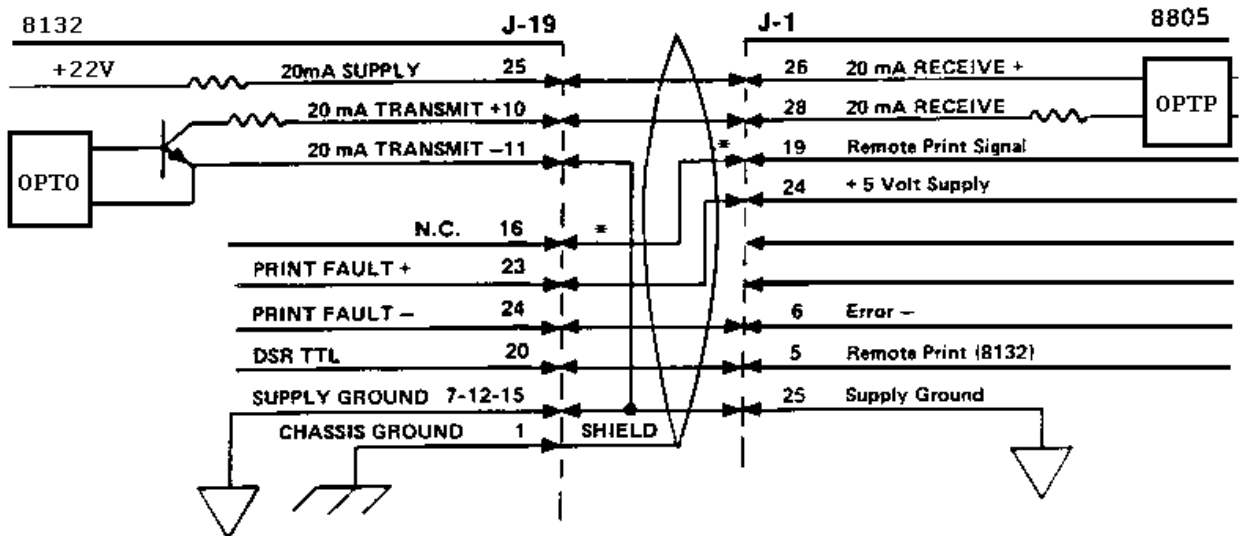 8132 J-19 J-1 8805
+22V 20mA SUPPLY 25 26 20 mA RECEIVE +
20 mA TRANSMIT +10 28 20 mA RECEIVE
OPTP
20 mA TRANSMIT –11 * 19 Remote Print Signal
OPTO
24 + 5 Volt Supply
N.C. 16 *
PRINT FAULT + 23
PRINT FAULT – 24 6 Error –
DSR TTL 20 5 Remote Print (8132)
SUPPLY GROUND 7-12-15 25 Supply Ground
CHASSIS GROUND 1 SHIELD